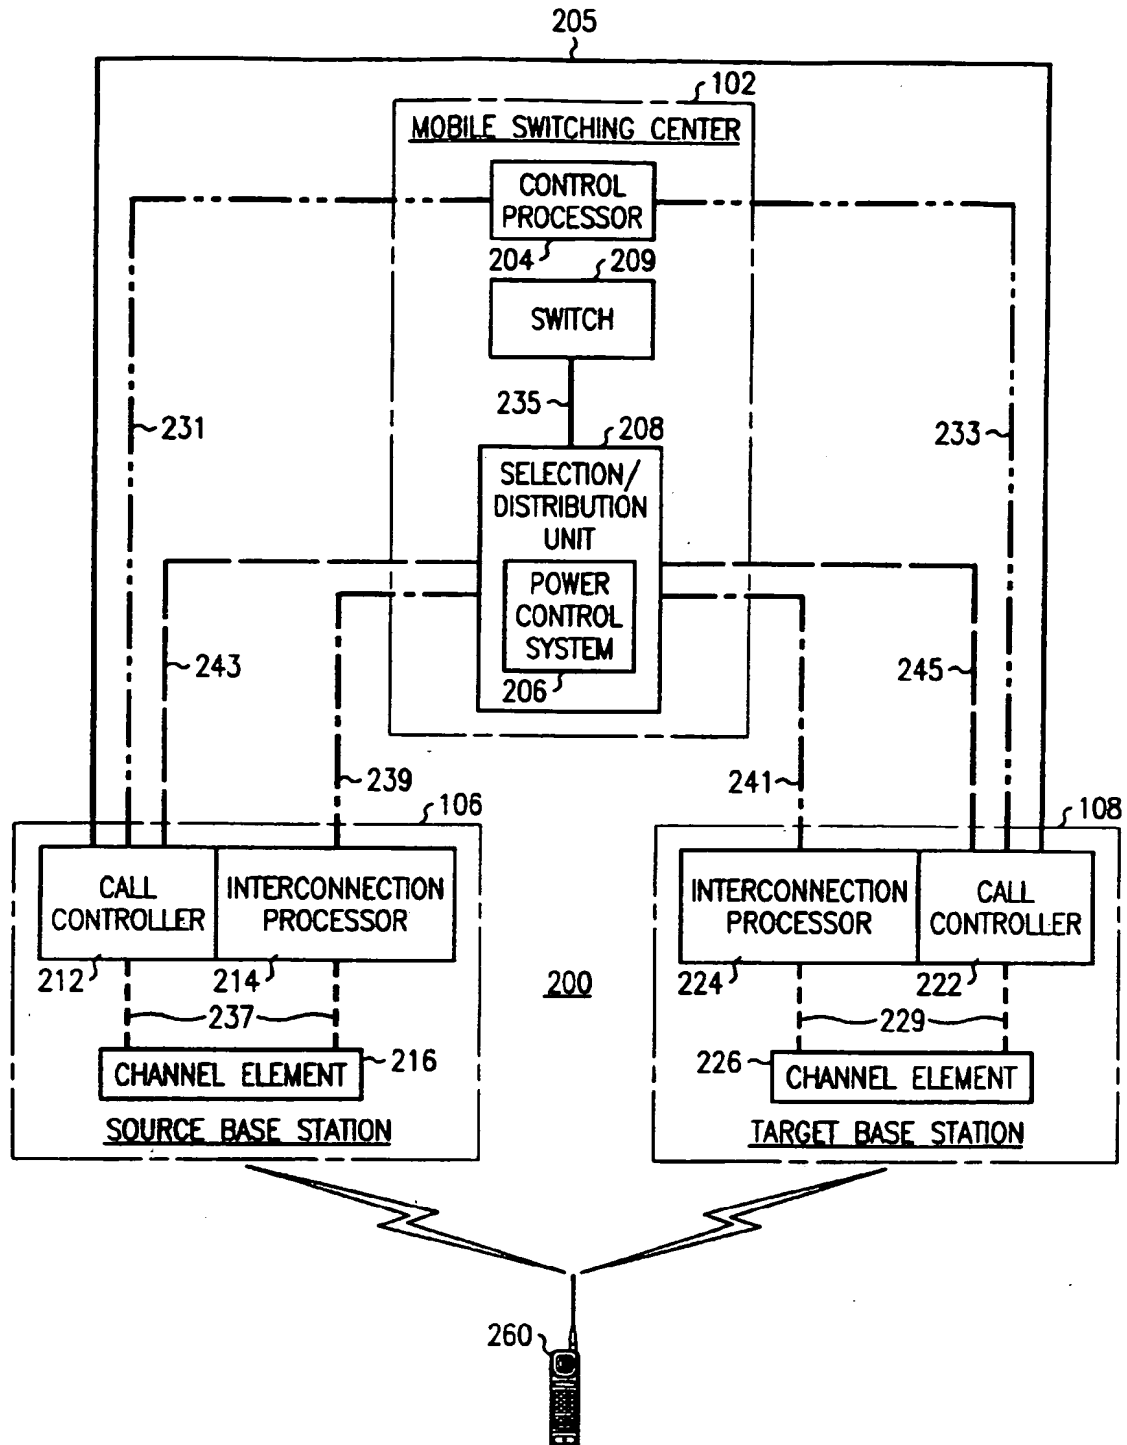 205
102
MOBILE SWITCHING CENTER
CONTROL
PROCESSOR
204
209
SWITCH
231
235
233
208
SELECTION/
DISTRIBUTION
UNIT
POWER
CONTROL
SYSTEM
206
243
245
239
241
106
108
CALL
CONTROLLER
INTERCONNECTION
PROCESSOR
INTERCONNECTION
PROCESSOR
CALL
CONTROLLER
212
214
200
224
222
237
229
CHANNEL ELEMENT
216
226
CHANNEL ELEMENT
SOURCE BASE STATION
TARGET BASE STATION
260